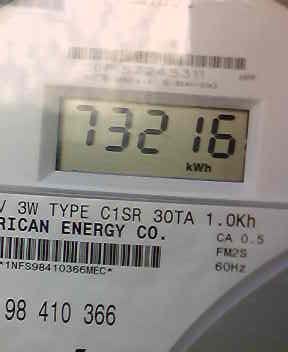 73216
kWh
V 3W TYPE C1SR 30TA 1.0Kh
RICAN ENERGY CO.
CA 0.5
FM2S
*1NFS98410366MEC*
60Hz
98 410 366